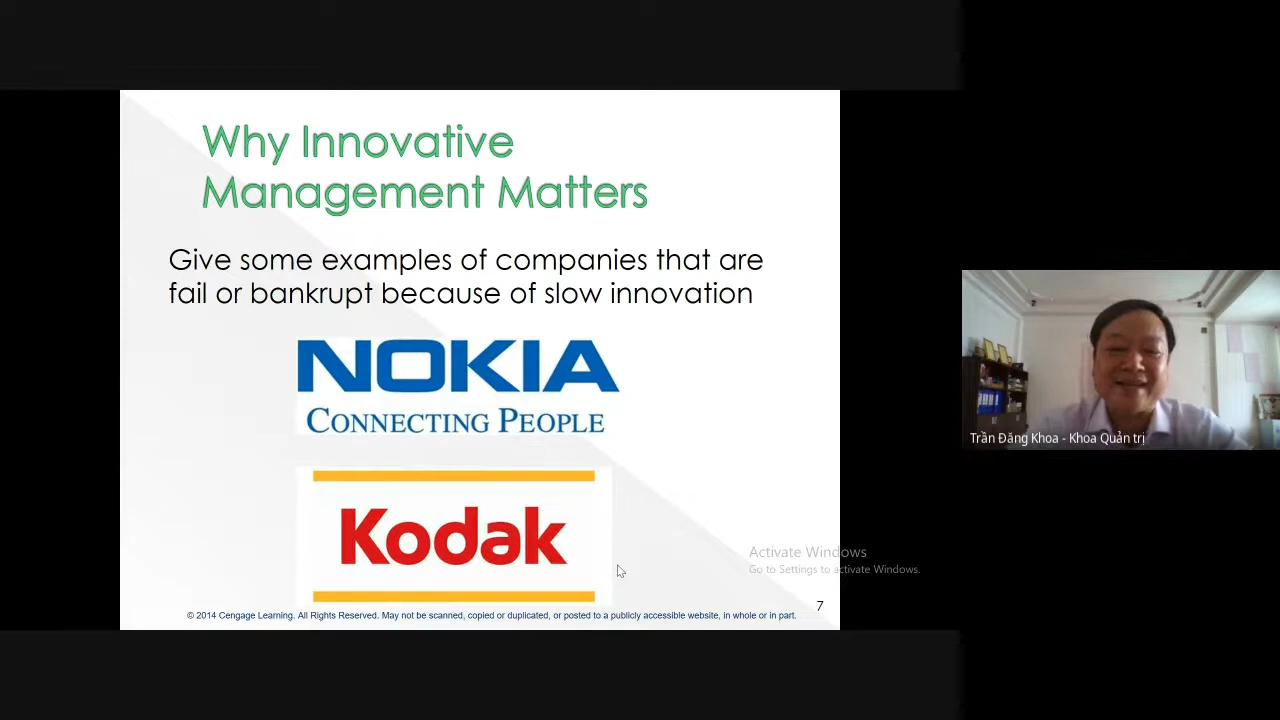 Why Innovative
Management Matters
Give some examples of companies that are
fail or bankrupt because of slow innovation
NOKIA
CONNECTING PEOPLE
Kodak
Activate Windows
Go to Settings to activate Windows.
7
© 2014 Cengage Learning. All Rights Reserved. May not be scanned, copied or duplicated, or posted to a publicly accessible website, in whole or in part.
Trần Đăng Khoa - Khoa Quản trị